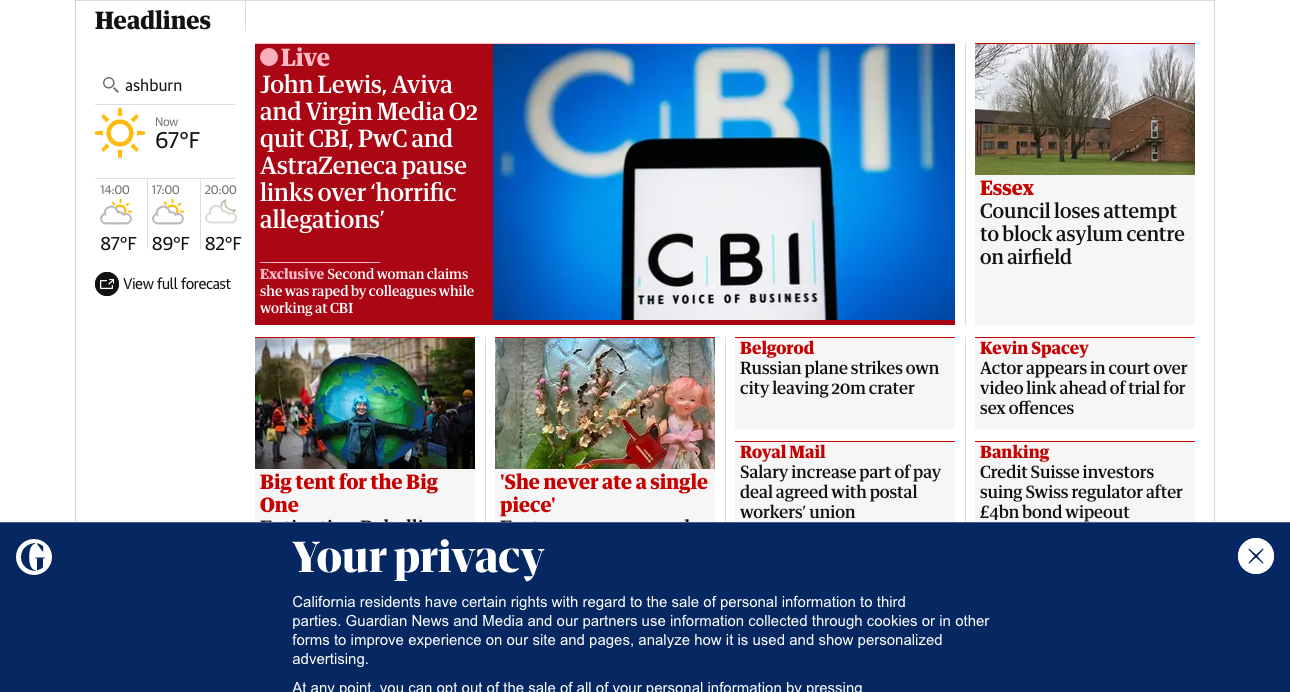 Headlines
ashburn
Now
67°F
14:00 17:00 20:00
87°F 89°F 82°F
View full forecast
Live
John Lewis, Aviva
and Virgin Media O2
quit CBI, PwC and
AstraZeneca pause
links over ‘horrific
allegations’
Exclusive Second woman claims
she was raped by colleagues while
working at CBI
CBI
CBI
THE VOICE OF BUSINESS
Essex
Council loses attempt
to block asylum centre
on airfield
Big tent for the Big
One
'She never ate a single
piece'
Belgorod
Russian plane strikes own
city leaving 20m crater
Kevin Spacey
Actor appears in court over
video link ahead of trial for
sex offences
Royal Mail
Salary increase part of pay
deal agreed with postal
workers’ union
Banking
Credit Suisse investors
suing Swiss regulator after
£4bn bond wipeout
Your privacy
California residents have certain rights with regard to the sale of personal information to third
parties. Guardian News and Media and our partners use information collected through cookies or in other
forms to improve experience on our site and pages, analyze how it is used and show personalized
advertising.
At any point, you can opt out of the sale of all of your personal information by pressing